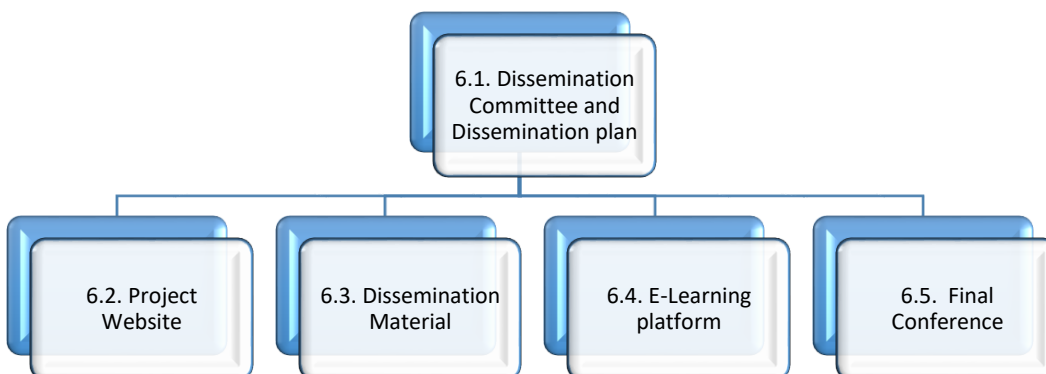 6.1. Dissemination
Committee and
Dissemination plan
6.2. Project
Website
6.3. Dissemination
Material
6.4. E-Learning
platform
6.5. Final
Conference